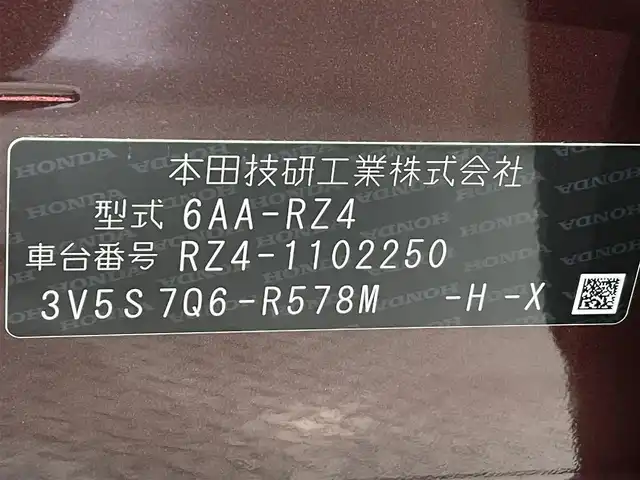 本田技研工業株式会社
型式 6AA-RZ4
車台番号 RZ4-1102250
3V5S 7Q6-R578M -H -X